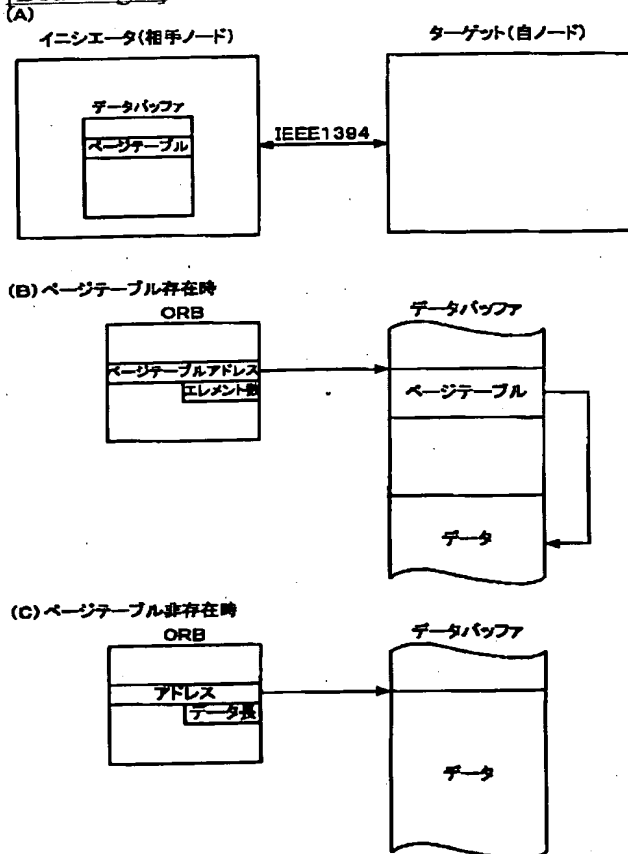 (A)
イニシエータ(相手ノード)
ターゲット(自ノード)
データバッファ
ページテーブル
IEEE1394
(B)ページテーブル存在時
ORB
データバッファ
ページテーブルアドレス
エレメント数
ページテーブル
データ
(C)ページテーブル非存在時
ORB
データバッファ
アドレス
データ長
データ